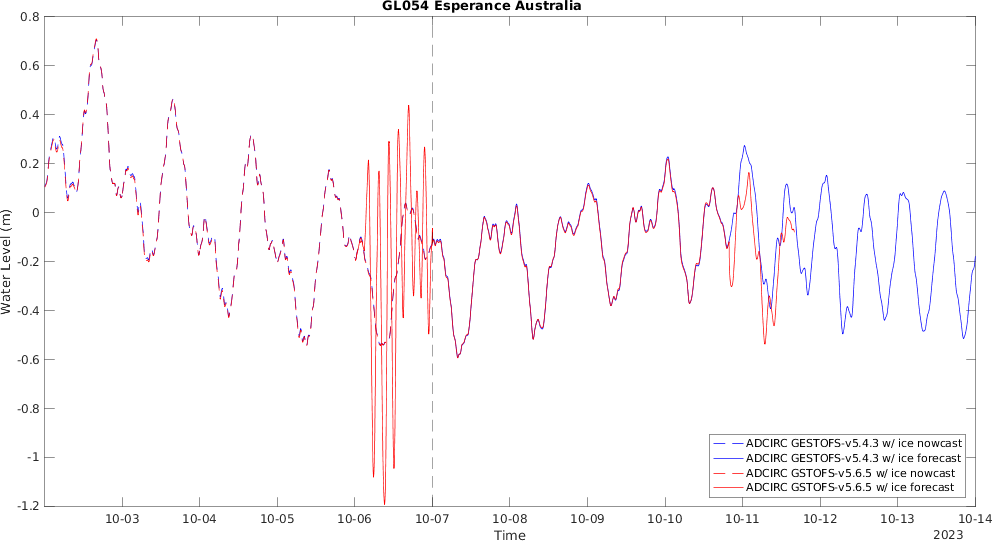 GL054 Esperance Australia
0.8
0.6
0.4
0.2
0
-0.2
-0.4
-0.6
-0.8
-1
-1.2
Water Level (m)
ADCIRC GESTOFS-v5.4.3 w/ ice nowcast
ADCIRC GESTOFS-v5.4.3 w/ ice forecast
ADCIRC GSTOFS-v5.6.5 w/ ice nowcast
ADCIRC GSTOFS-v5.6.5 w/ ice forecast
10-03 10-04 10-05 10-06 10-07 10-08 10-09 10-10 10-11 10-12 10-13 10-14
Time
2023